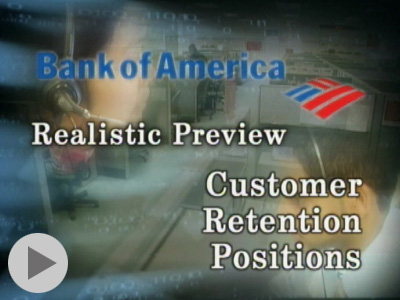 Bank of America
Realistic Preview
Customer
Retention
Positions